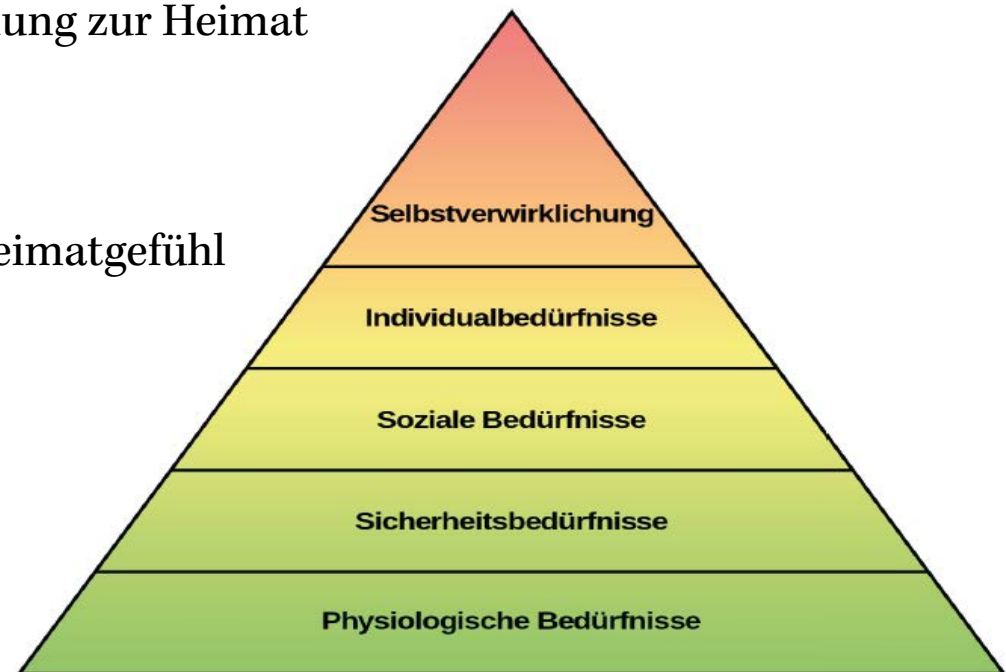 ung zur Heimat
eimatgefühl
Selbstverwirklichung
Individualbedürfnisse
Soziale Bedürfnisse
Sicherheitsbedürfnisse
Physiologische Bedürfnisse